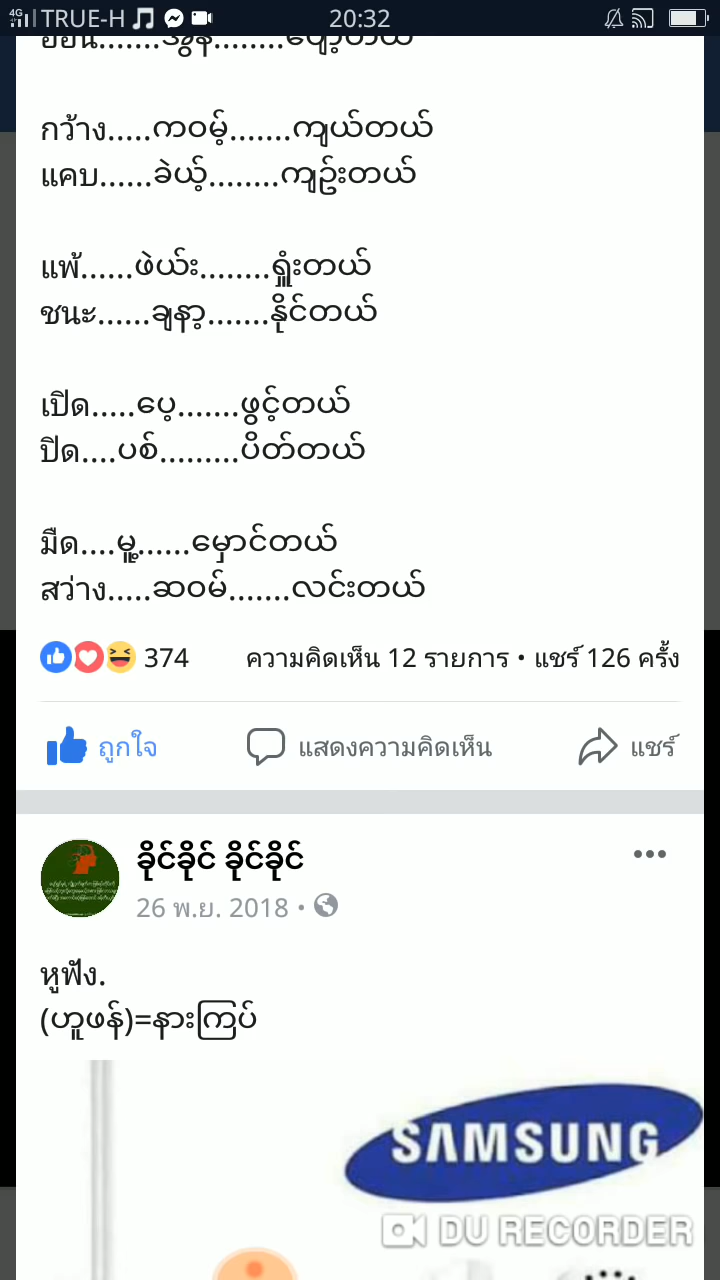 4G TRUE-H 20:32
กว้าง.....ကဝမ့်.......ကျယ်တယ်
แคบ......ခဲယ့်........ကျဥ်းတယ်
แพ้......ဖဲယ်း........ရှုံးတယ်
ชนะ......ချနာ့.......နိုင်တယ်
เปิด.....ပေ့.......ဖွင့်တယ်
ปิด....ပစ်.........ပိတ်တယ်
มืด....မူ့......မှောင်တယ်
สว่าง.....ဆဝမ်.......လင်းတယ်
374 ความคิดเห็น 12 รายการ • แชร์ 126 ครั้ง
ถูกใจ แสดงความคิดเห็น แชร์
ခိုင်ခိုင် ခိုင်ခိုင်
26 พ.ย. 2018 •
หูฟัง.
(ဟူဖန်)=နားကြပ်
SAMSUNG
DU RECORDER